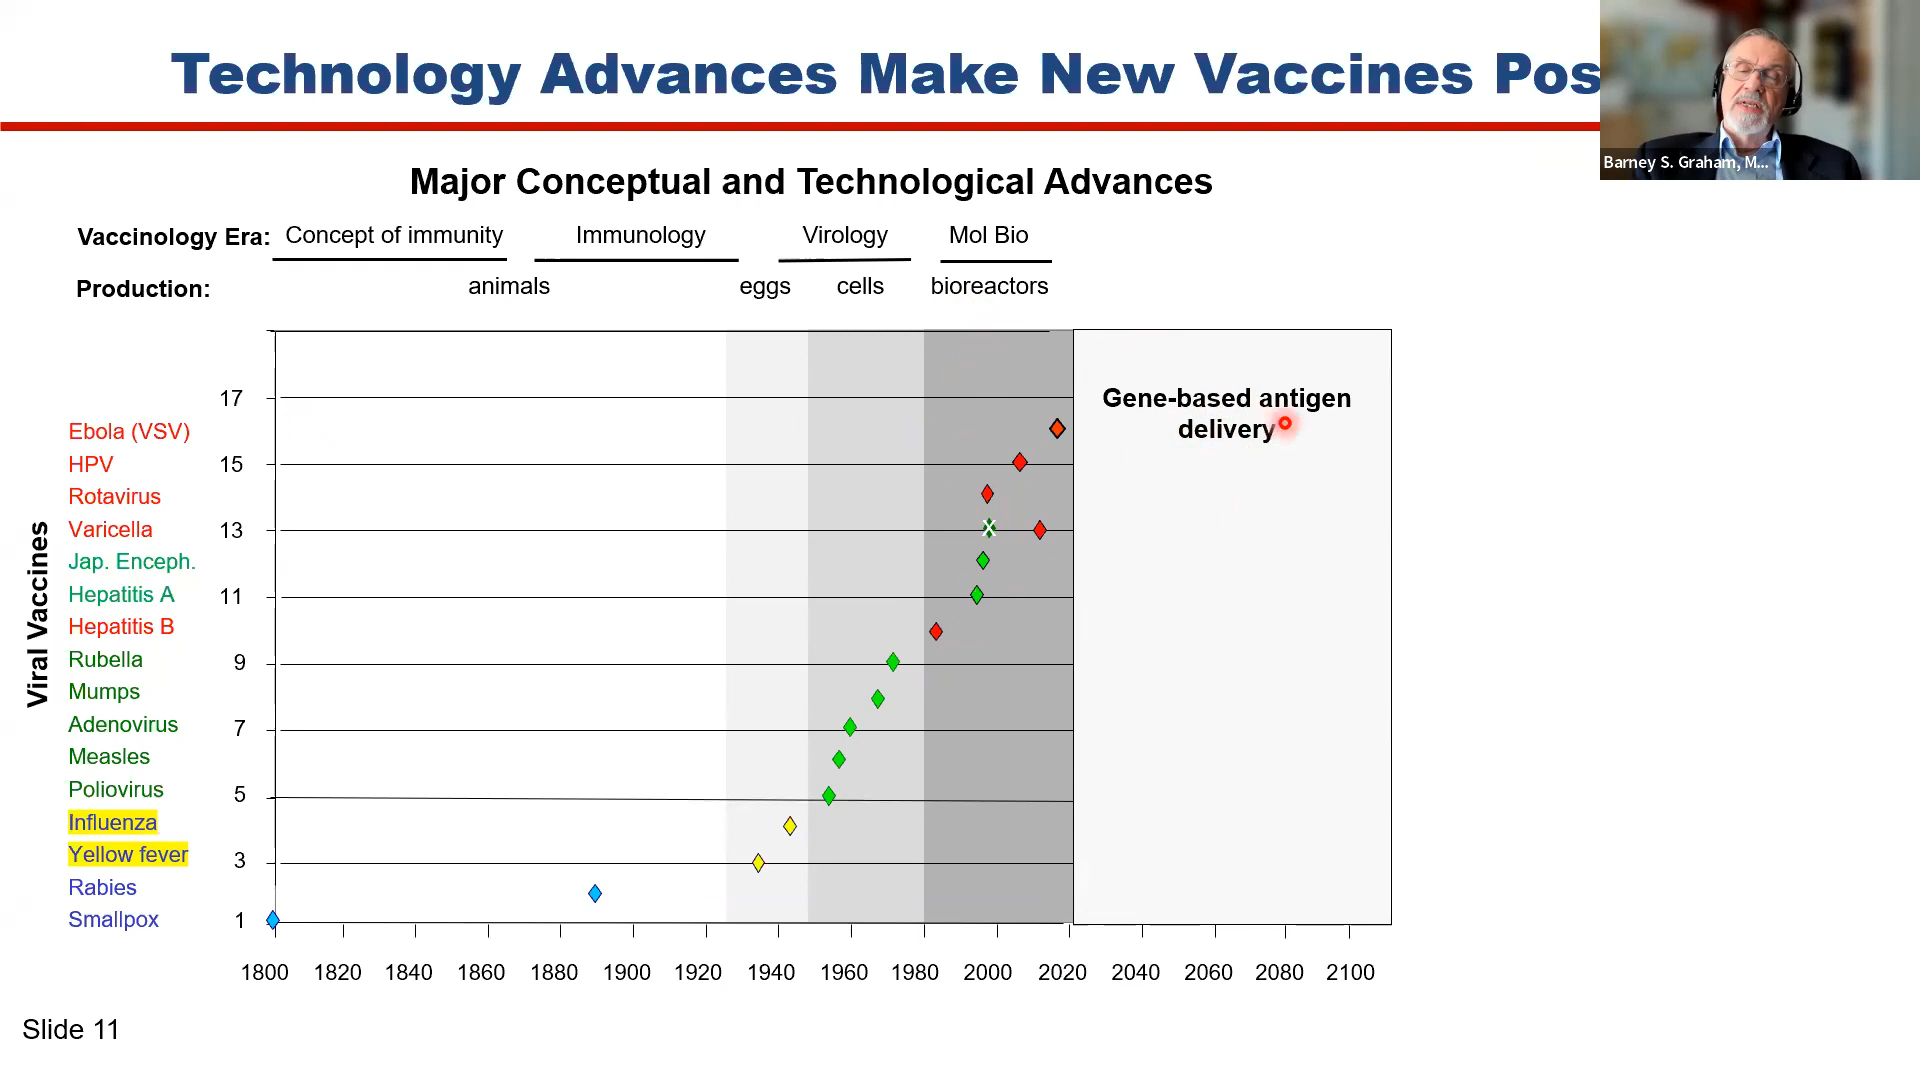 Technology Advances Make New Vaccines Pos
Barney S. Graham, M...
Major Conceptual and Technological Advances
Vaccinology Era: Concept of immunity Immunology Virology Mol Bio
Production: animals eggs cells bioreactors
Viral Vaccines
17
Ebola (VSV)
HPV 15
Rotavirus
Varicella 13
Jap. Enceph.
Hepatitis A 11
Hepatitis B
Rubella 9
Mumps
Adenovirus 7
Measles
Poliovirus 5
Influenza
Yellow fever 3
Rabies
Smallpox 1
Gene-based antigen
delivery
X
1800 1820 1840 1860 1880 1900 1920 1940 1960 1980 2000 2020 2040 2060 2080 2100
Slide 11